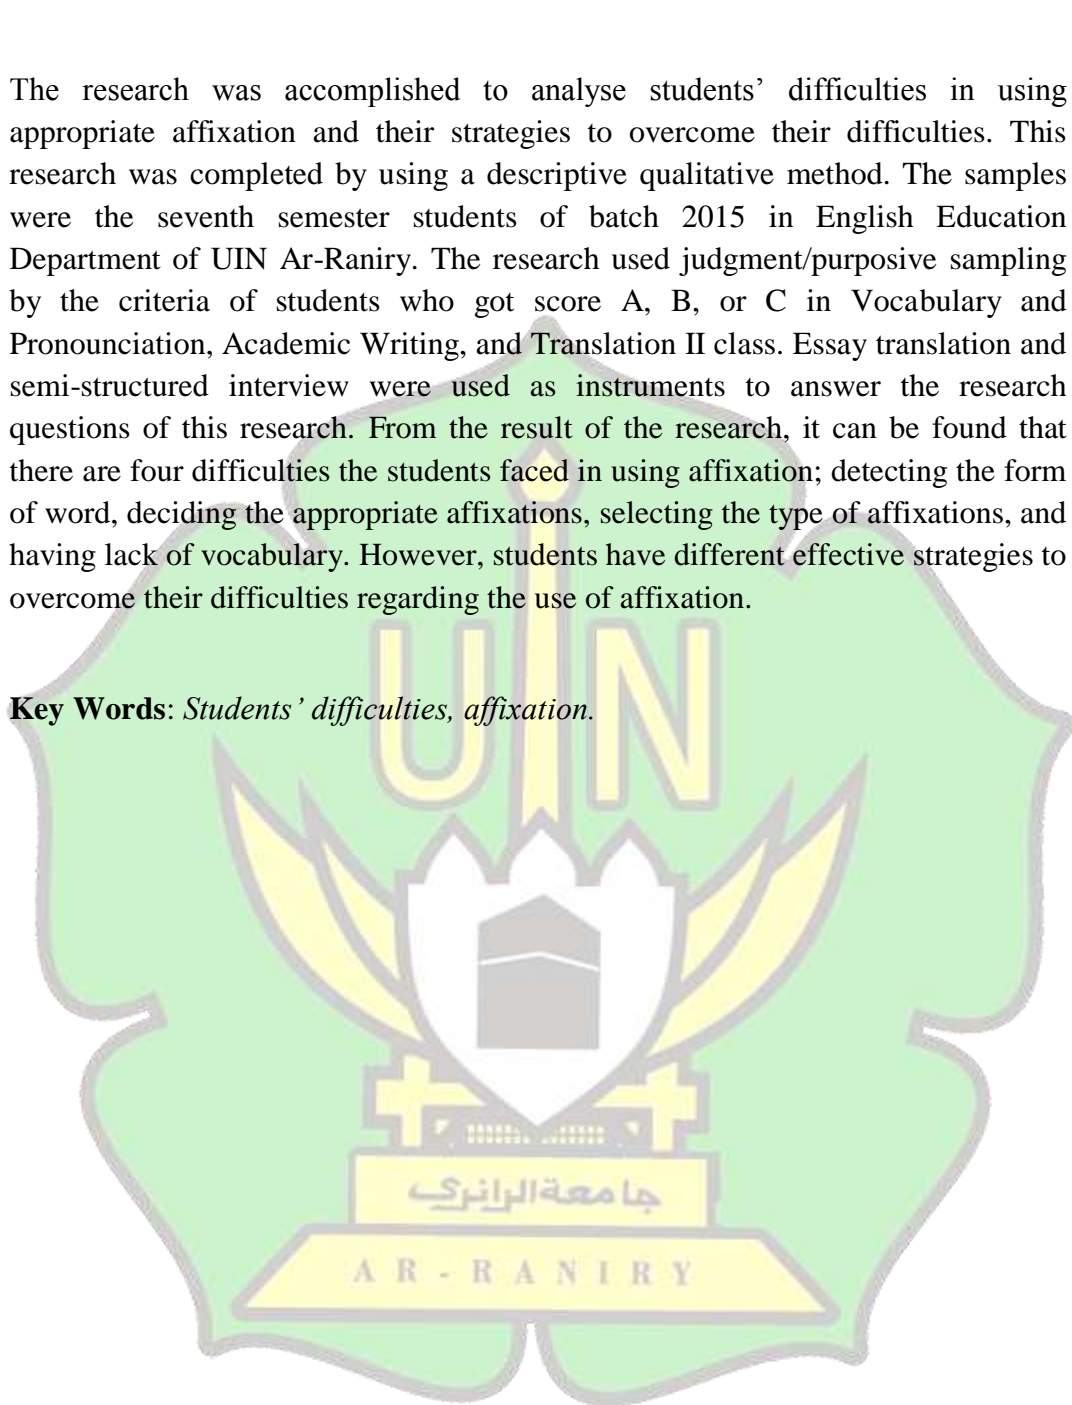 The research was accomplished to analyse students’ difficulties in using
appropriate affixation and their strategies to overcome their difficulties. This
research was completed by using a descriptive qualitative method. The samples
were the seventh semester students of batch 2015 in English Education
Department of UIN Ar-Raniry. The research used judgment/purposive sampling
by the criteria of students who got score A, B, or C in Vocabulary and
Pronounciation, Academic Writing, and Translation II class. Essay translation and
semi-structured interview were used as instruments to answer the research
questions of this research. From the result of the research, it can be found that
there are four difficulties the students faced in using affixation; detecting the form
of word, deciding the appropriate affixations, selecting the type of affixations, and
having lack of vocabulary. However, students have different effective strategies to
overcome their difficulties regarding the use of affixation.
Key Words: Students’ difficulties, affixation.
UIN
جامعة الرانري
AR-RANIRY